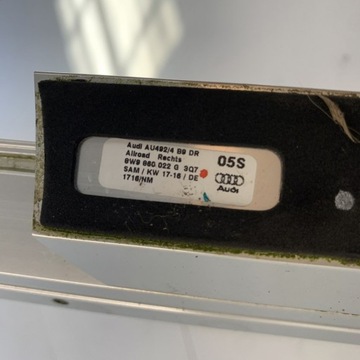 Audi AU492/4 B9 DR
Allroad Rechts
8W9 860 022 G 3Q7
SAM / KW 17-16 / DE
1716/NM
05S
Audi